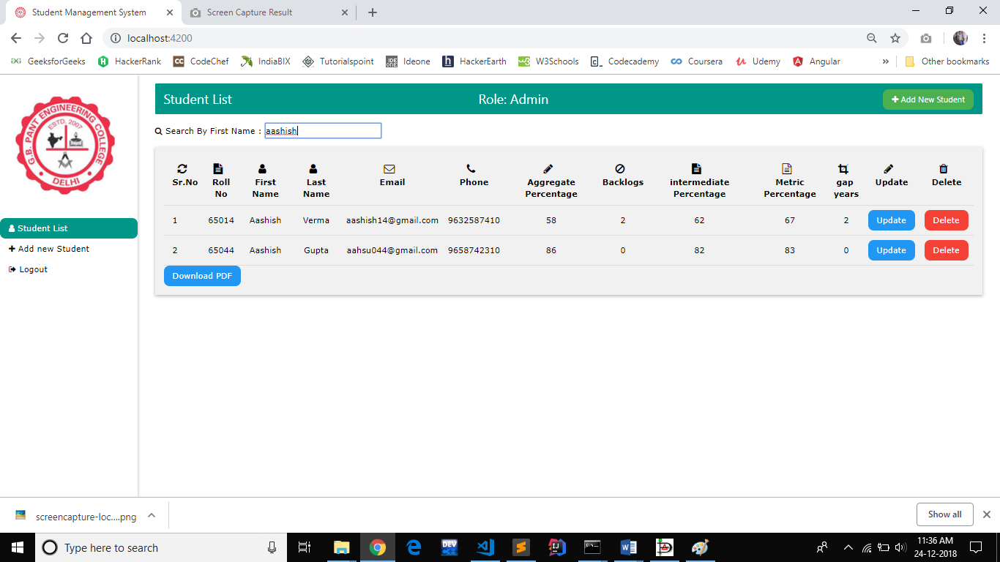 Student Management System
Screen Capture Result
localhost:4200
GeeksforGeeks HackerRank CodeChef IndiaBIX Tutorialspoint Ideone HackerEarth W3Schools Codecademy Coursera Udemy Angular » Other bookmarks
G.B. PANT ENGINEERING COLLEGE
ESTD. 2007
DELHI
Student List
Add new Student
Logout
Student List Role: Admin Add New Student
Search By First Name : aashish
Sr.No Roll No First Name Last Name Email Phone Aggregate Percentage Backlogs intermediate Percentage Metric Percentage gap years Update Delete
1 65014 Aashish Verma aashish14@gmail.com 9632587410 58 2 62 67 2 Update Delete
2 65044 Aashish Gupta aahsu044@gmail.com 9658742310 86 0 82 83 0 Update Delete
Download PDF
screencapture-loc....png Show all
Type here to search
DEV
IJ
11:36 AM
24-12-2018